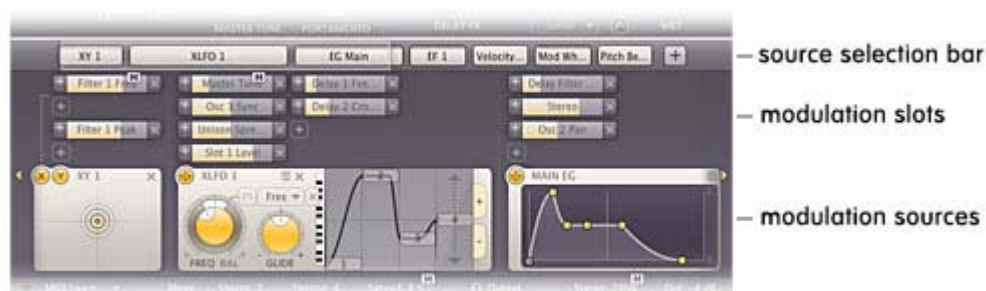 MASTER TUNE PORTAMENTO
XY 1 XLFO 1 EG Main EF 1 Velocity... Mod Wh... Pitch Be... +
source selection bar
Filter 1 Freq Master Tune Delay 1 Fre... Delay Filter ...
Osc 1 Sync Delay 2 Cro... Stereo
modulation slots
Filter 1 Peak Unison Spre... Osc 2 Pan
Slot 1 Level
X Y XY 1 XLFO 1 MAIN EG
Free
modulation sources
FREQ BAL GLIDE